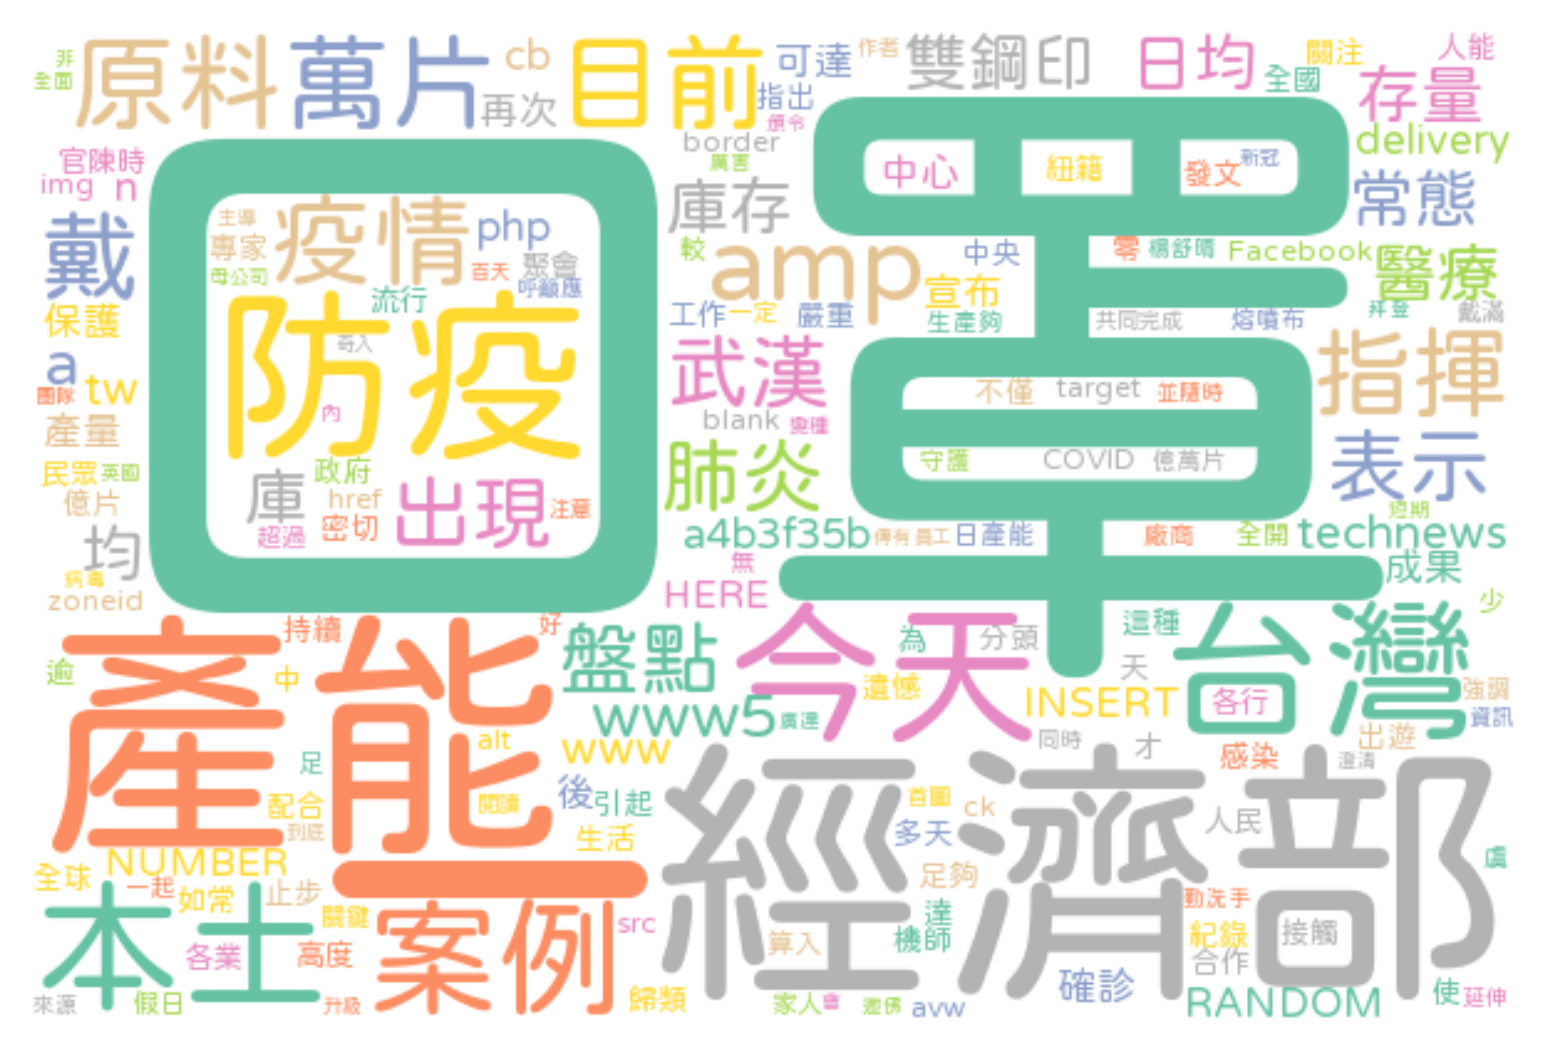 非
全面
原料
萬片
cb
再次
目前
可達
指出
頒令
作者
雙鋼印
日均
全國
關注
人能
存量
delivery
官陳時
img
n
戴
保護
a
tw
團隊
產量
民眾
英國
億片
均
病毒
zoneid
口罩
主導
專家
母公司
疫情
php
百天
聚會
呼籲應
流行
防疫
奇入
內
庫
政府
href
超過
密切
出現
注意
border
厲害
庫存
較
amp
中央
宣布
生產夠
工作
一定
嚴重
武漢
blank
變種
肺炎
a4b3f35b
傳有
員工
日產能
無
HERE
中心
紐籍
發文
新冠
常態
零
楊舒晴
Facebook
醫療
拜登
戴滿
共同完成
熔噴布
指揮
不僅
target
並隨時
守護
COVID
億萬片
表示
短期
廠商
全開
technews
成果
少
持續
好
逾
產能
中
足
配合
到底
盤點
www5
廣達
今天
為
分頭
遺憾
INSERT
這種
天
台灣
各行
強調
資訊
出遊
同時
才
感染
澄清
alt
閱讀
www
後
引起
生活
經濟部
首圖
ck
多天
足夠
人民
虞
全球
NUMBER
一起
如常
止步
本土
各業
關鍵
高度
案例
src
算入
達
機師
勤洗手
紀錄
接觸
合作
確診
來源
假日
升級
歸類
家人
會
邀佛
avw
RANDOM
使
延伸